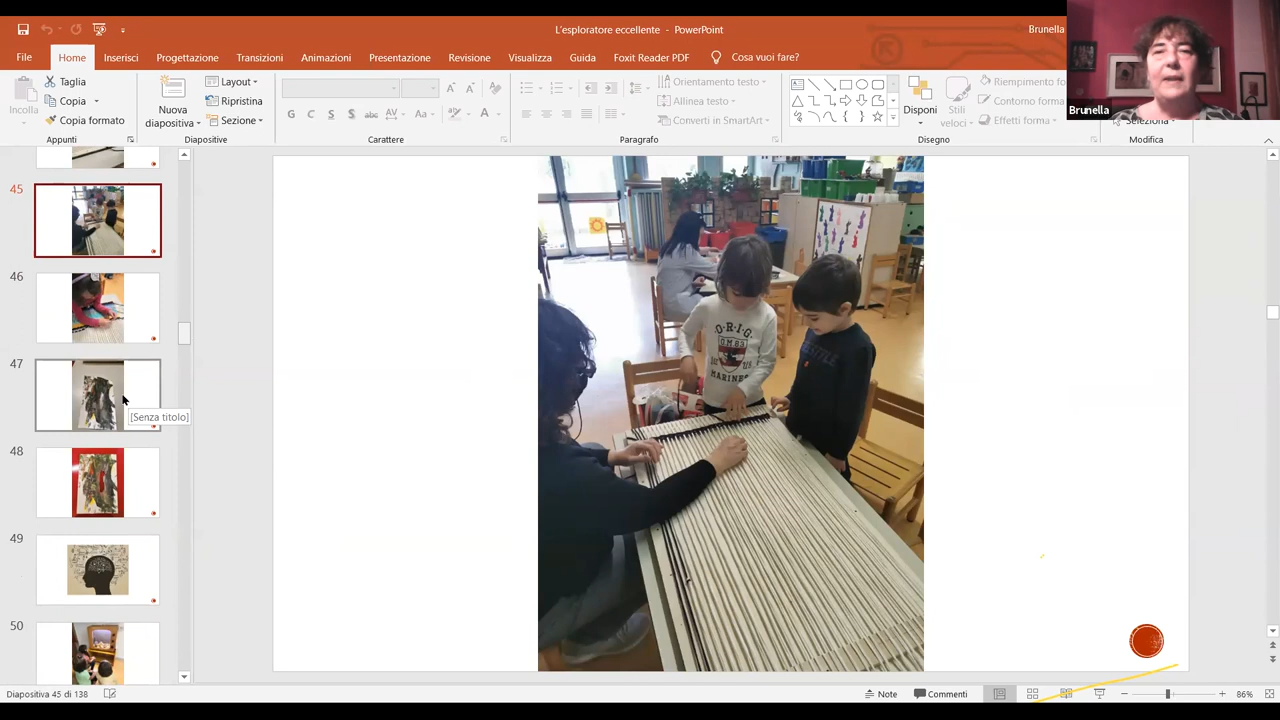 L'esploratore eccellente - PowerPoint
Brunella
File Home Inserisci Progettazione Transizioni Animazioni Presentazione Revisione Visualizza Guida Foxit Reader PDF Cosa vuoi fare?
Incolla
Taglia
Copia
Copia formato
Appunti
Nuova diapositiva
Layout
Ripristina
Sezione
Diapositive
G C S S AV Aa A
Carattere
Paragrafo
Orientamento testo
Allinea testo
Converti in SmartArt
Disponi
Stili veloci
Riempimento
Contorno forma
Effetti forma
Disegno
Seleziona
Modifica
Brunella
45
46
47
[Senza titolo]
48
49
50
O.R.I.G.
MARINES
Diapositiva 45 di 138
Note Commenti 86%